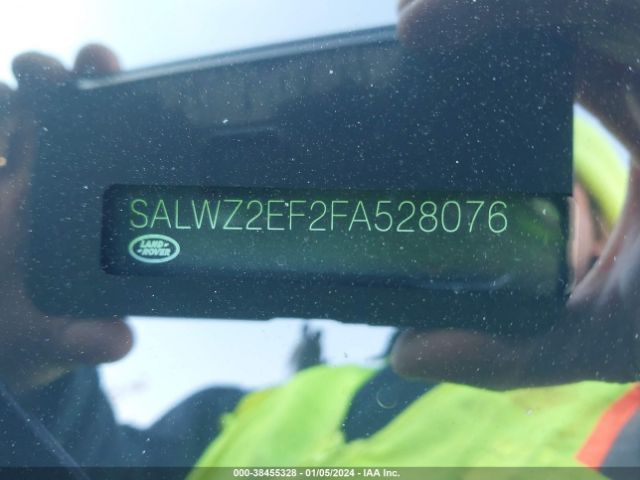 SALWZ2EF2FA528076
LAND-
-ROVER
000-38455328 - 01/05/2024 - IAA Inc.